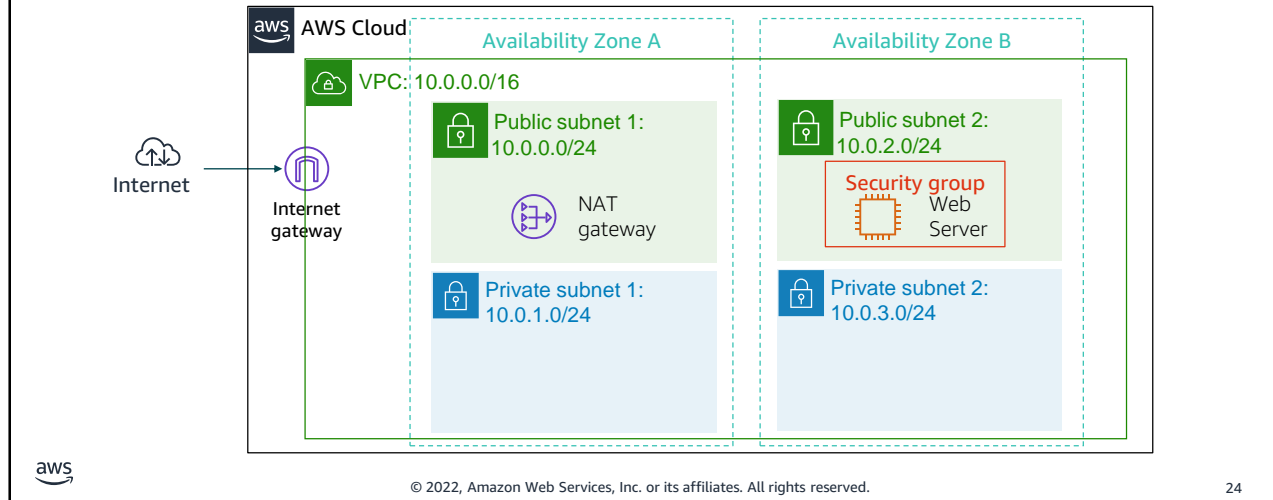 aws
AWS Cloud
Availability Zone A
Availability Zone B
VPC: 10.0.0.0/16
Public subnet 1:
10.0.0.0/24
Public subnet 2:
10.0.2.0/24
Internet
Internet
gateway
NAT
gateway
Security group
Web
Server
Private subnet 1:
10.0.1.0/24
Private subnet 2:
10.0.3.0/24
aws
© 2022, Amazon Web Services, Inc. or its affiliates. All rights reserved.
24